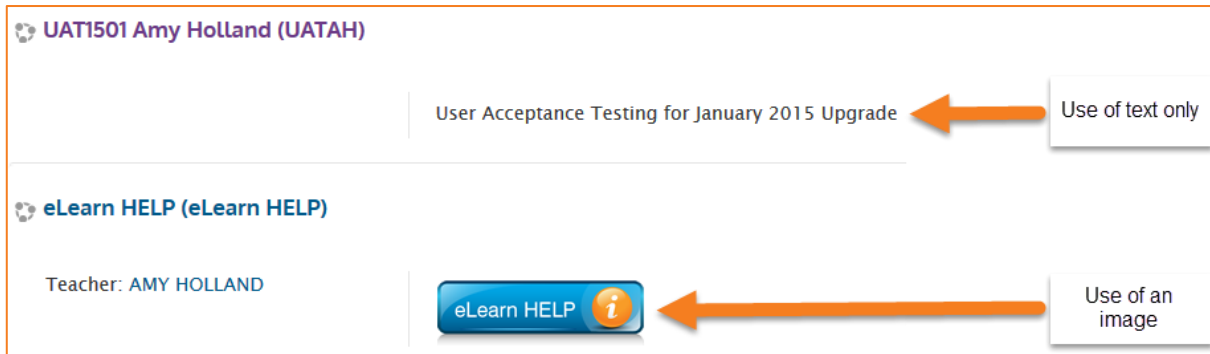 UAT1501 Amy Holland (UATAH)
User Acceptance Testing for January 2015 Upgrade
Use of text only
eLearn HELP (eLearn HELP)
Teacher: AMY HOLLAND
eLearn HELP i
Use of an
image